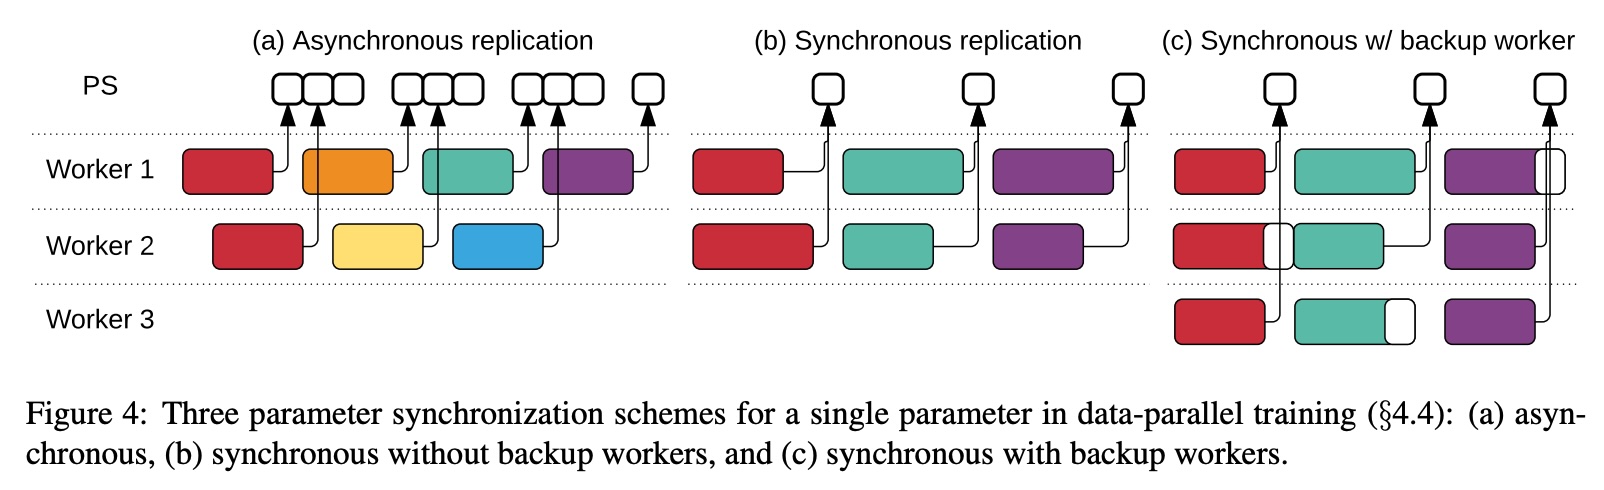 (a) Asynchronous replication
(b) Synchronous replication
(c) Synchronous w/ backup worker
PS
Worker 1
Worker 2
Worker 3
Figure 4: Three parameter synchronization schemes for a single parameter in data-parallel training (§4.4): (a) asyn-
chronous, (b) synchronous without backup workers, and (c) synchronous with backup workers.